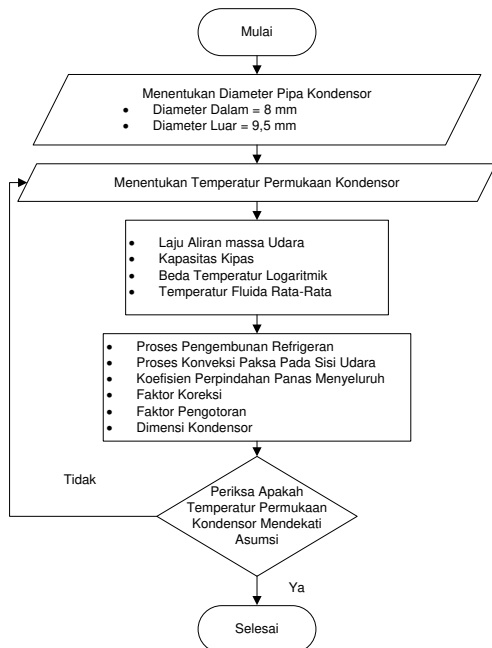 Mulai
Menentukan Diameter Pipa Kondensor
• Diameter Dalam = 8 mm
• Diameter Luar = 9,5 mm
Menentukan Temperatur Permukaan Kondensor
• Laju Aliran massa Udara
• Kapasitas Kipas
• Beda Temperatur Logaritmik
• Temperatur Fluida Rata-Rata
• Proses Pengembunan Refrigeran
• Proses Konveksi Paksa Pada Sisi Udara
• Koefisien Perpindahan Panas Menyeluruh
• Faktor Koreksi
• Faktor Pengotoran
• Dimensi Kondensor
Tidak
Periksa Apakah
Temperatur Permukaan
Kondensor Mendekati
Asumsi
Ya
Selesai